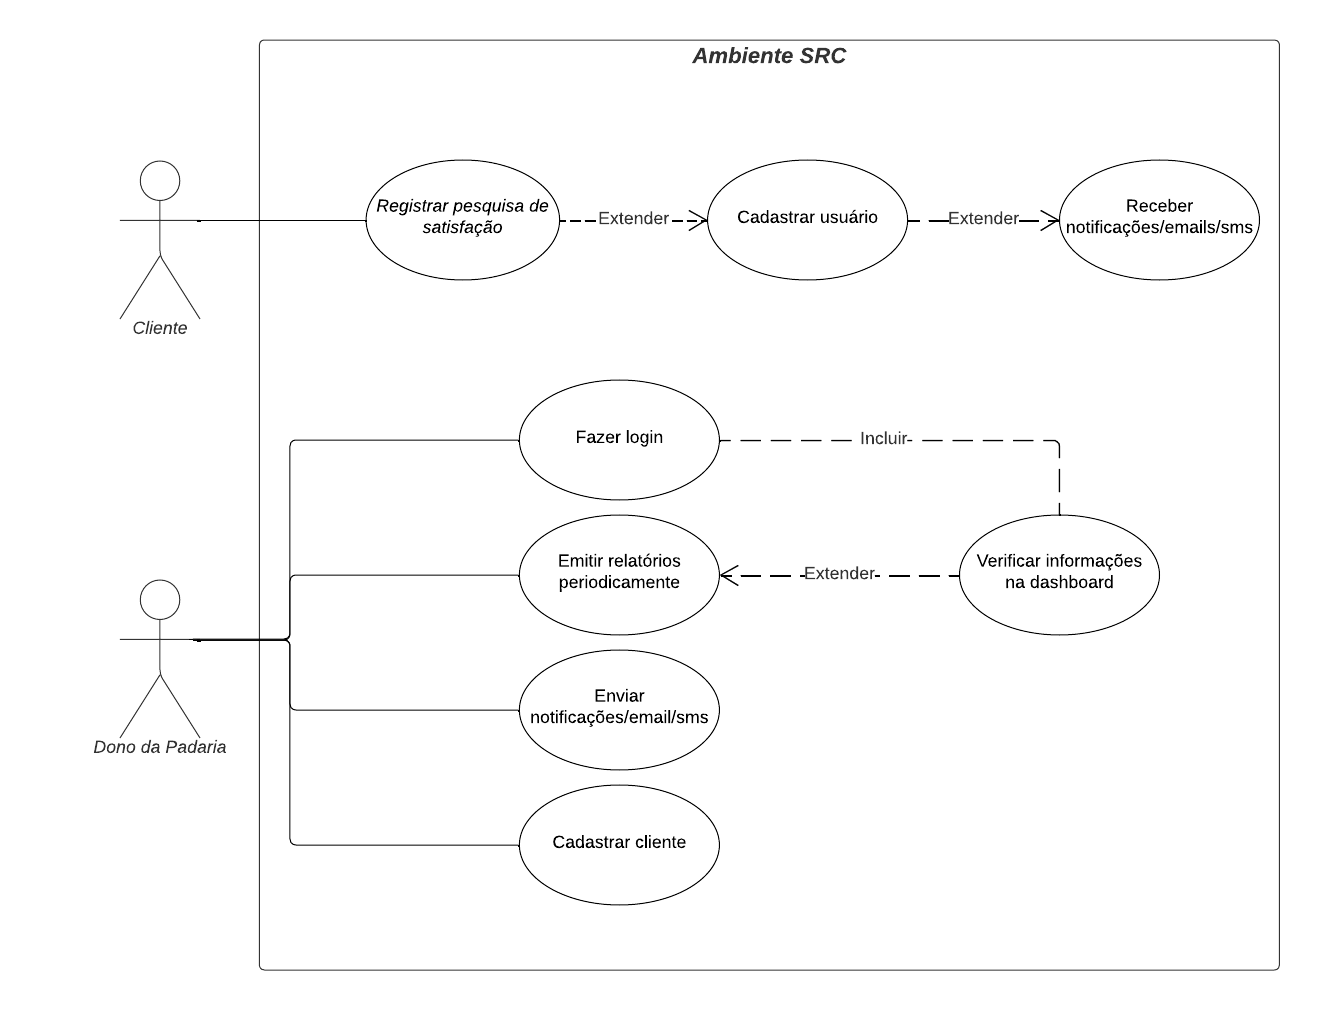 Ambiente SRC
Registrar pesquisa de
satisfação
Extender
Cadastrar usuário
Extender
Receber
notificações/emails/sms
Cliente
Fazer login
Incluir
Emitir relatórios
periodicamente
Extender
Verificar informações
na dashboard
Enviar
notificações/email/sms
Dono da Padaria
Cadastrar cliente